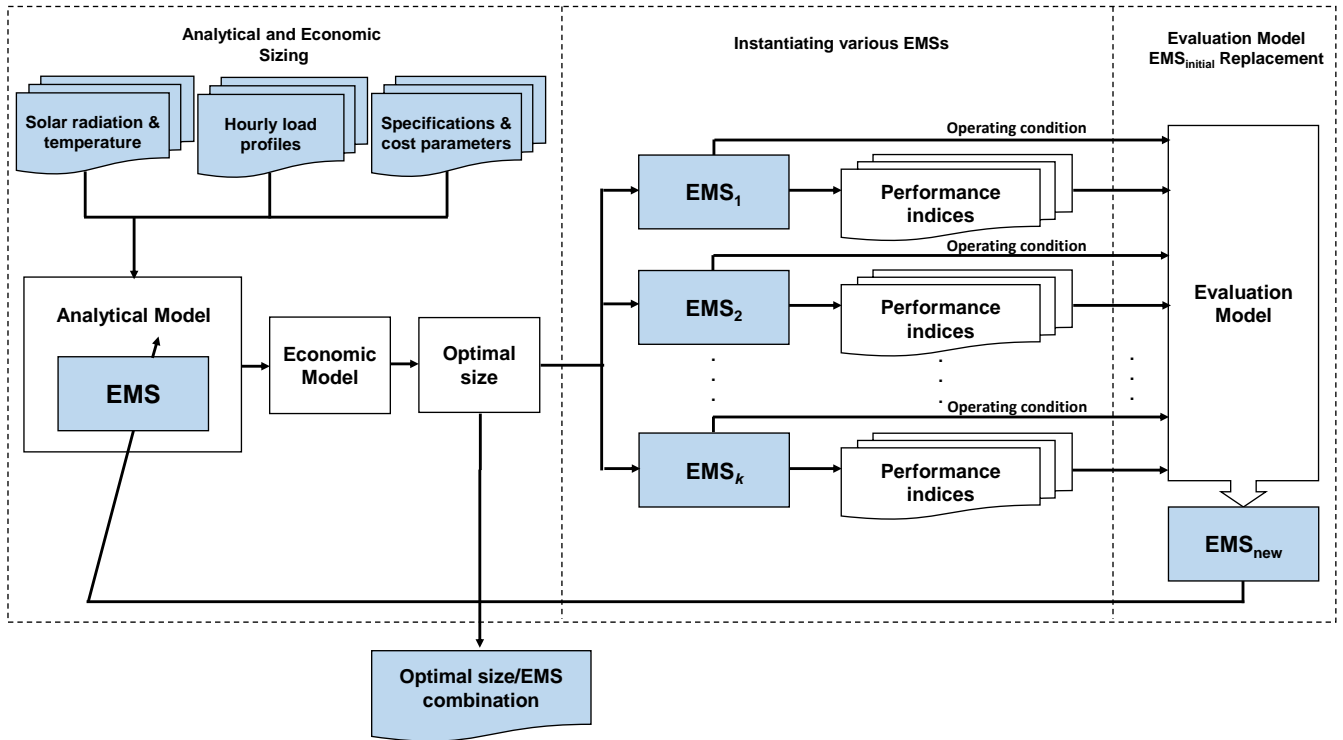 Analytical and Economic
Sizing
Instantiating various EMSs
Evaluation Model
EMSinitial Replacement
Solar radiation &
temperature
Hourly load
profiles
Specifications &
cost parameters
Operating condition
EMS1
Performance
indices
Operating condition
EMS2
Performance
indices
Evaluation
Model
Analytical Model
EMS
Economic
Model
Optimal
size
Operating condition
EMSk
Performance
indices
EMSnew
Optimal size/EMS
combination